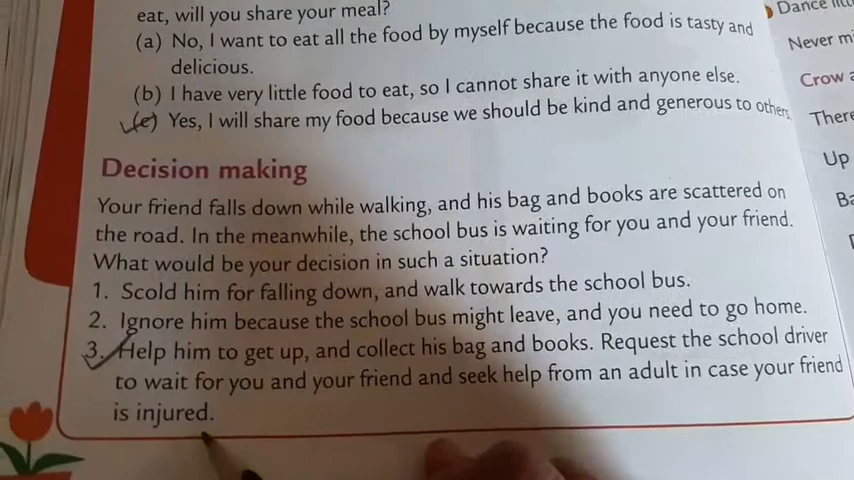 eat, will you share your meal?
(a) No, I want to eat all the food by myself because the food is tasty and
delicious.
(b) I have very little food to eat, so I cannot share it with anyone else.
(c) Yes, I will share my food because we should be kind and generous to others.
Decision making
Your friend falls down while walking, and his bag and books are scattered on
the road. In the meanwhile, the school bus is waiting for you and your friend.
What would be your decision in such a situation?
1. Scold him for falling down, and walk towards the school bus.
2. Ignore him because the school bus might leave, and you need to go home.
3. Help him to get up, and collect his bag and books. Request the school driver
to wait for you and your friend and seek help from an adult in case your friend
is injured.
Dance
Never
Crow
There
Up